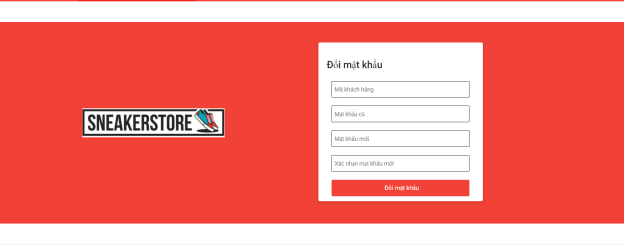 SNEAKERSTORE
Đổi mật khẩu
Mã khách hàng
Mật khẩu cũ
Mật khẩu mới
Xác nhận mật khẩu mới
Đổi mật khẩu